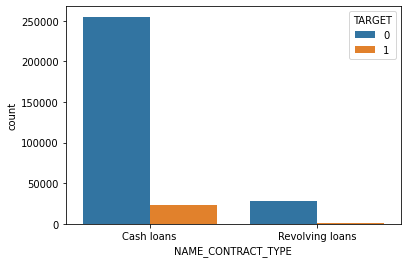 TARGET
0
1
250000
200000
150000
100000
50000
0
count
Cash loans Revolving loans
NAME_CONTRACT_TYPE